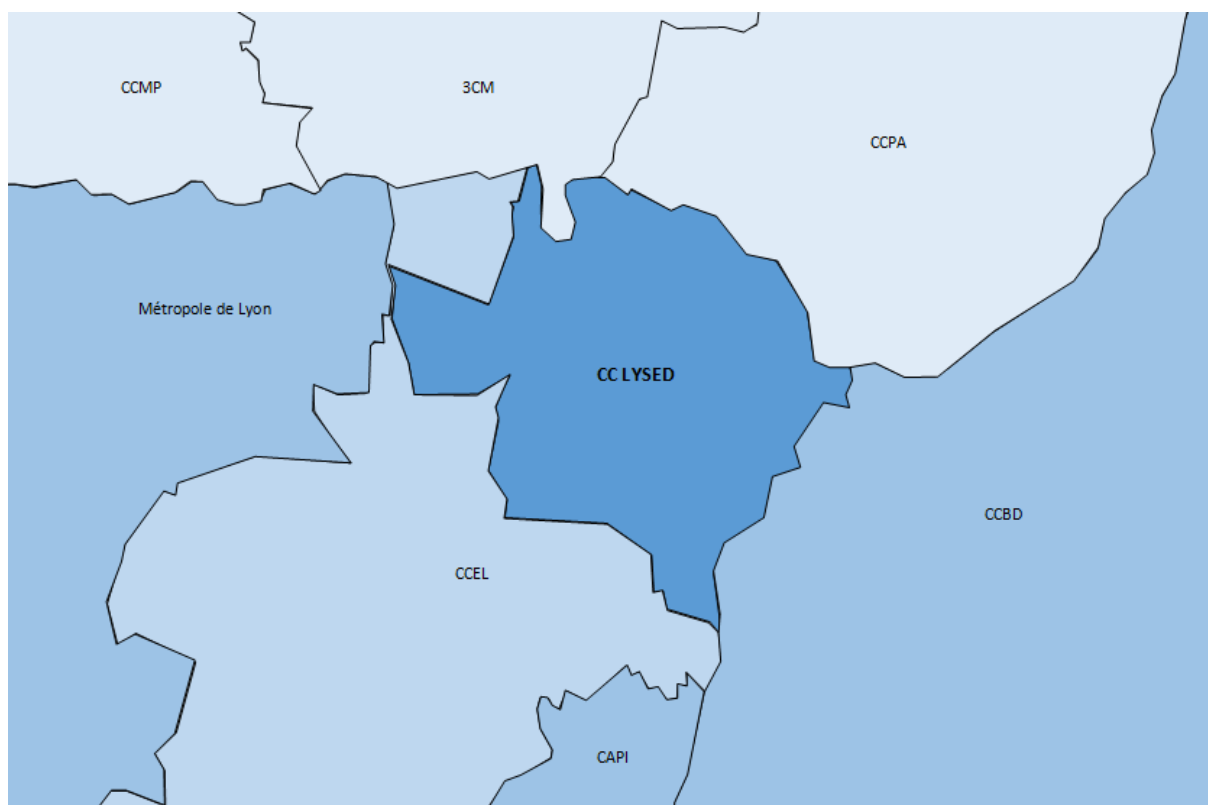 CCMP
3CM
CCPA
Métropole de Lyon
CC LYSED
CCBD
CCEL
CAPI